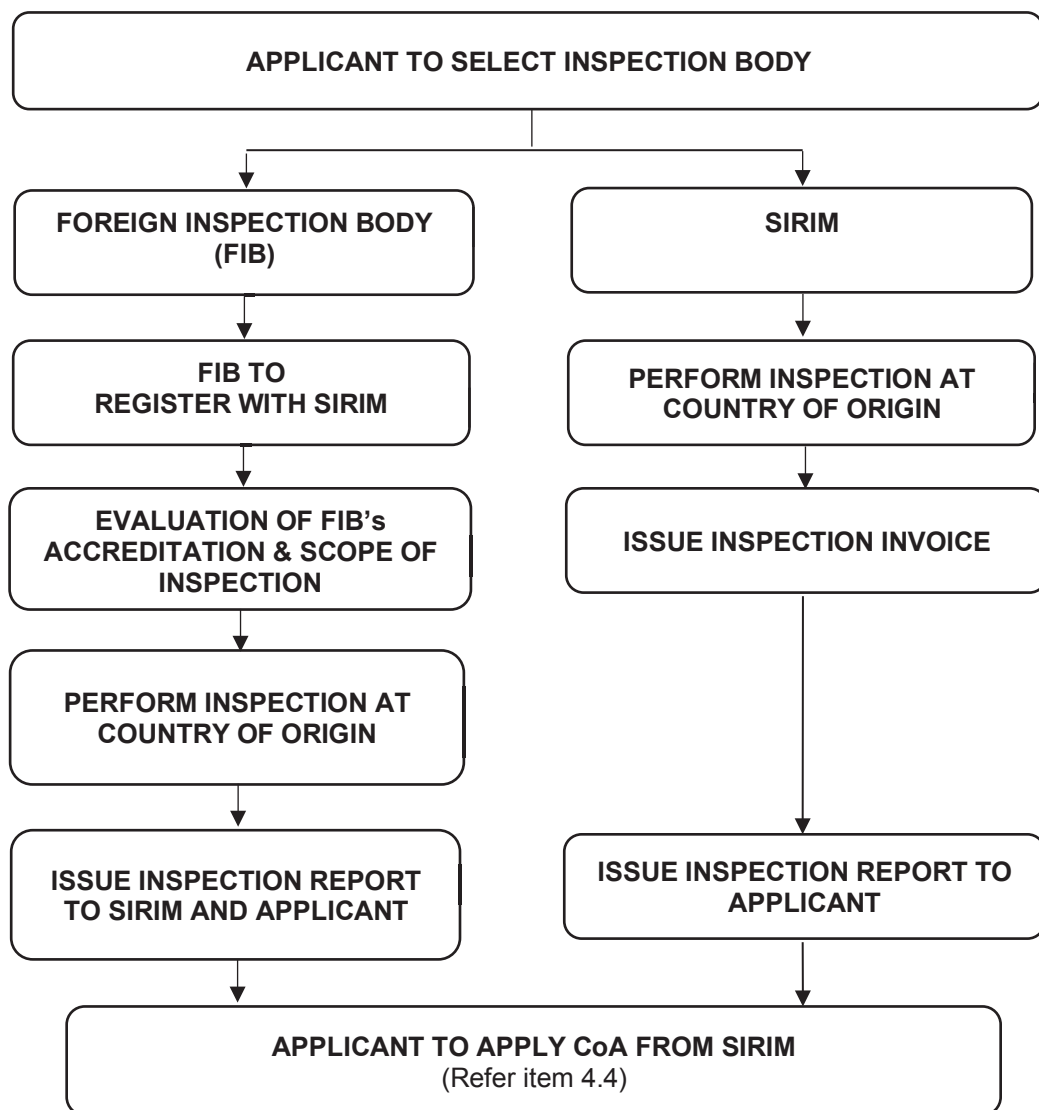 APPLICANT TO SELECT INSPECTION BODY
FOREIGN INSPECTION BODY
(FIB)
SIRIM
FIB TO
REGISTER WITH SIRIM
PERFORM INSPECTION AT
COUNTRY OF ORIGIN
EVALUATION OF FIB's
ACCREDITATION & SCOPE OF
INSPECTION
ISSUE INSPECTION INVOICE
PERFORM INSPECTION AT
COUNTRY OF ORIGIN
ISSUE INSPECTION REPORT
TO SIRIM AND APPLICANT
ISSUE INSPECTION REPORT TO
APPLICANT
APPLICANT TO APPLY CoA FROM SIRIM
(Refer item 4.4)